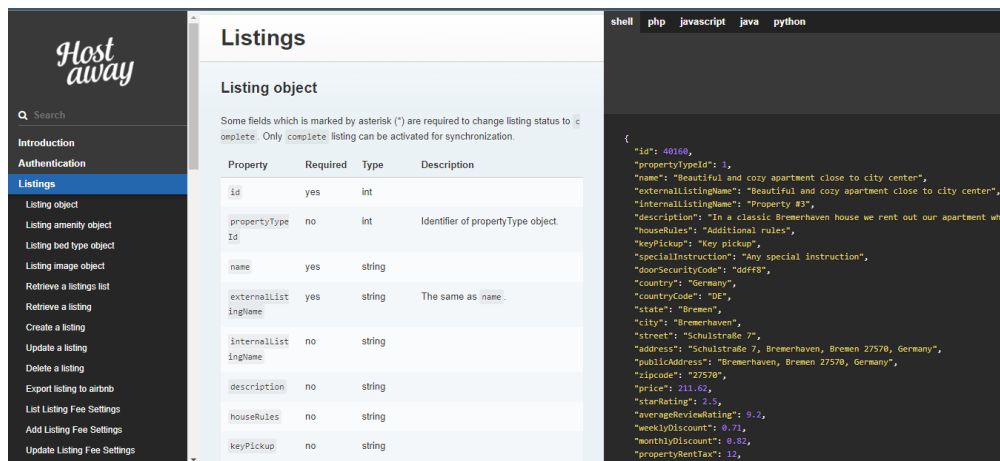 Host
away
Search
Introduction
Authentication
Listings
Listing object
Listing amenity object
Listing bed type object
Listing image object
Retrieve a listings list
Retrieve a listing
Create a listing
Update a listing
Delete a listing
Export listing to airbnb
List Listing Fee Settings
Add Listing Fee Settings
Update Listing Fee Settings
Listings
Listing object
Some fields which is marked by asterisk (*) are required to change listing status to c
omplete. Only complete listing can be activated for synchronization.
Property Required Type Description
id yes int
propertyType no int Identifier of propertyType object.
Id
name yes string
externalList yes string The same as name.
ingName
internalList no string
ingName
description no string
houseRules no string
keyPickup no string
shell php javascript java python
{
"id": 40160,
"propertyTypeId": 1,
"name": "Beautiful and cozy apartment close to city center",
"externalListingName": "Beautiful and cozy apartment close to city center",
"internalListingName": "Property #3",
"description": "In a classic Bremerhaven house we rent out our apartment wh
"houseRules": "Additional rules",
"keyPickup": "Key pickup",
"specialInstruction": "Any special instruction",
"doorSecurityCode": "ddff8",
"country": "Germany",
"countryCode": "DE",
"state": "Bremen",
"city": "Bremerhaven",
"street": "Schulstraße 7",
"address": "Schulstraße 7, Bremerhaven, Bremen 27570, Germany",
"publicAddress": "Bremerhaven, Bremen 27570, Germany",
"zipcode": "27570",
"price": 211.62,
"starRating": 2.5,
"averageReviewRating": 9.2,
"weeklyDiscount": 0.71,
"monthlyDiscount": 0.82,
"propertyRentTax": 12,